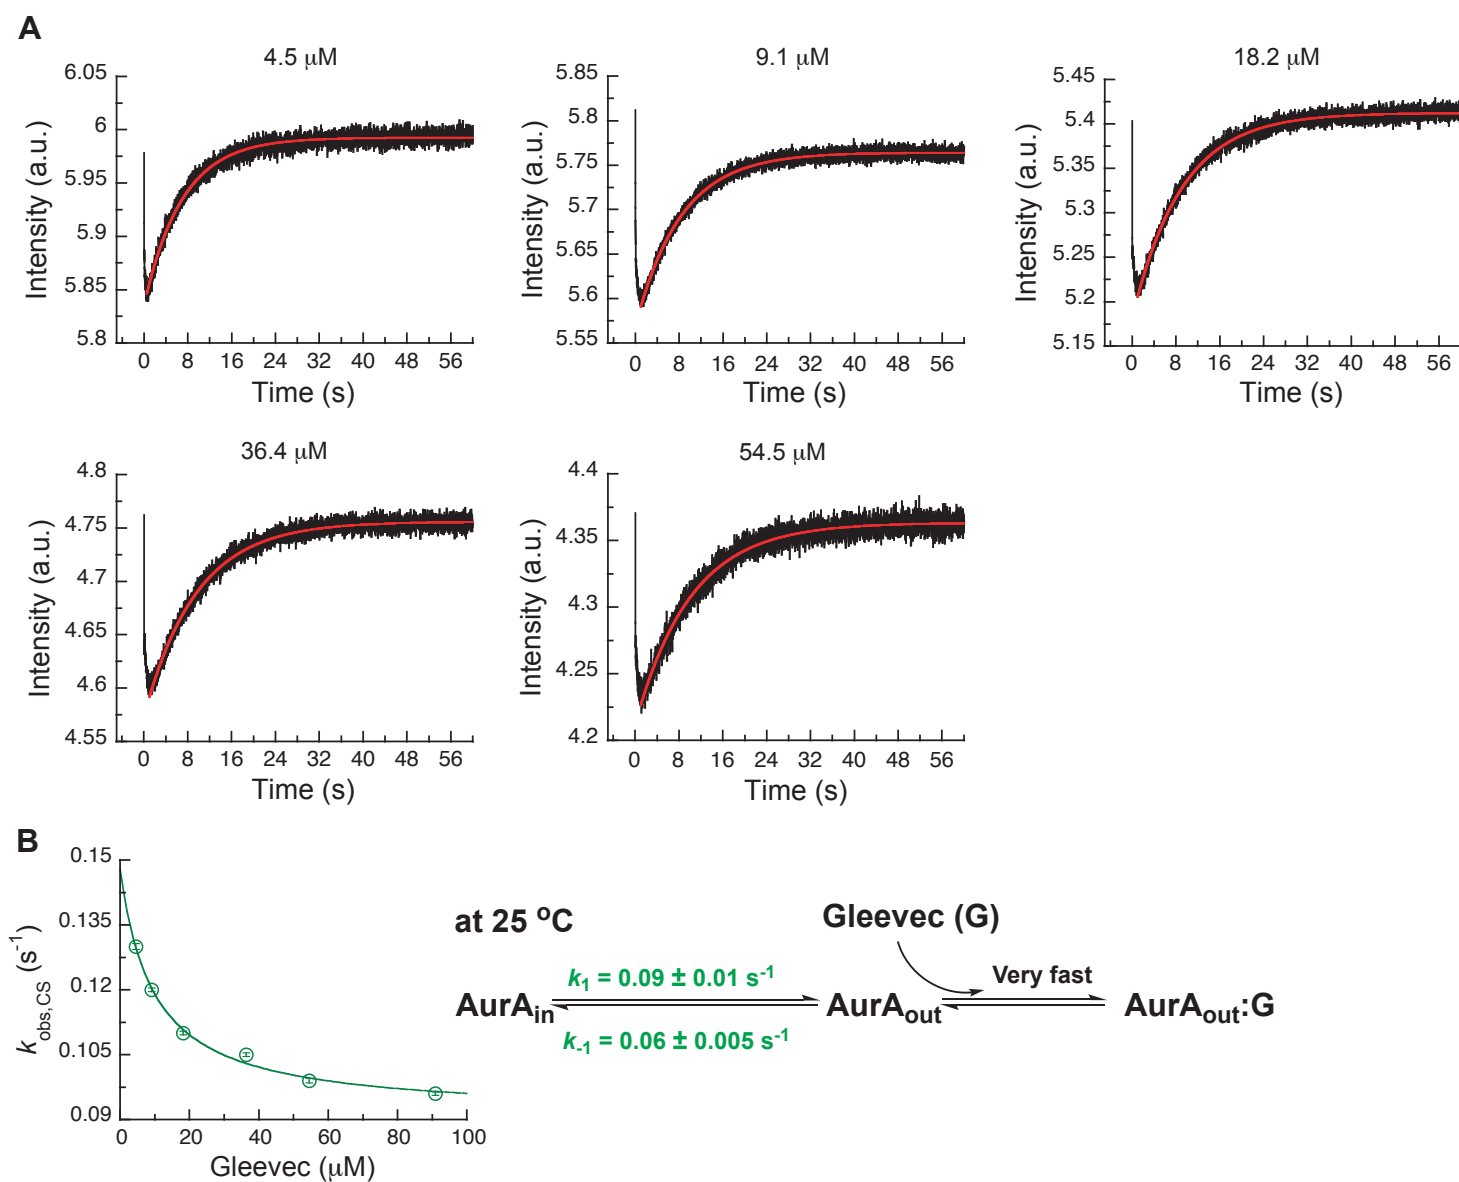 A
4.5 μM
6.05
6
5.95
5.9
5.85
5.8
Intensity (a.u.)
0 8 16 24 32 40 48 56
Time (s)
9.1 μM
5.85
5.8
5.75
5.7
5.65
5.6
5.55
Intensity (a.u.)
0 8 16 24 32 40 48 56
Time (s)
18.2 μM
5.45
5.4
5.35
5.3
5.25
5.2
5.15
Intensity (a.u.)
0 8 16 24 32 40 48 56
Time (s)
36.4 μM
4.8
4.75
4.7
4.65
4.6
4.55
Intensity (a.u.)
0 8 16 24 32 40 48 56
Time (s)
54.5 μM
4.4
4.35
4.3
4.25
4.2
Intensity (a.u.)
0 8 16 24 32 40 48 56
Time (s)
B
0.15
0.135
0.12
0.105
0.09
k obs,CS (s-1)
0 20 40 60 80 100
Gleevec (μM)
at 25 °C
Gleevec (G)
k1 = 0.09 ± 0.01 s-1
Very fast
AurAin AurAout AurAout:G
k-1 = 0.06 ± 0.005 s-1